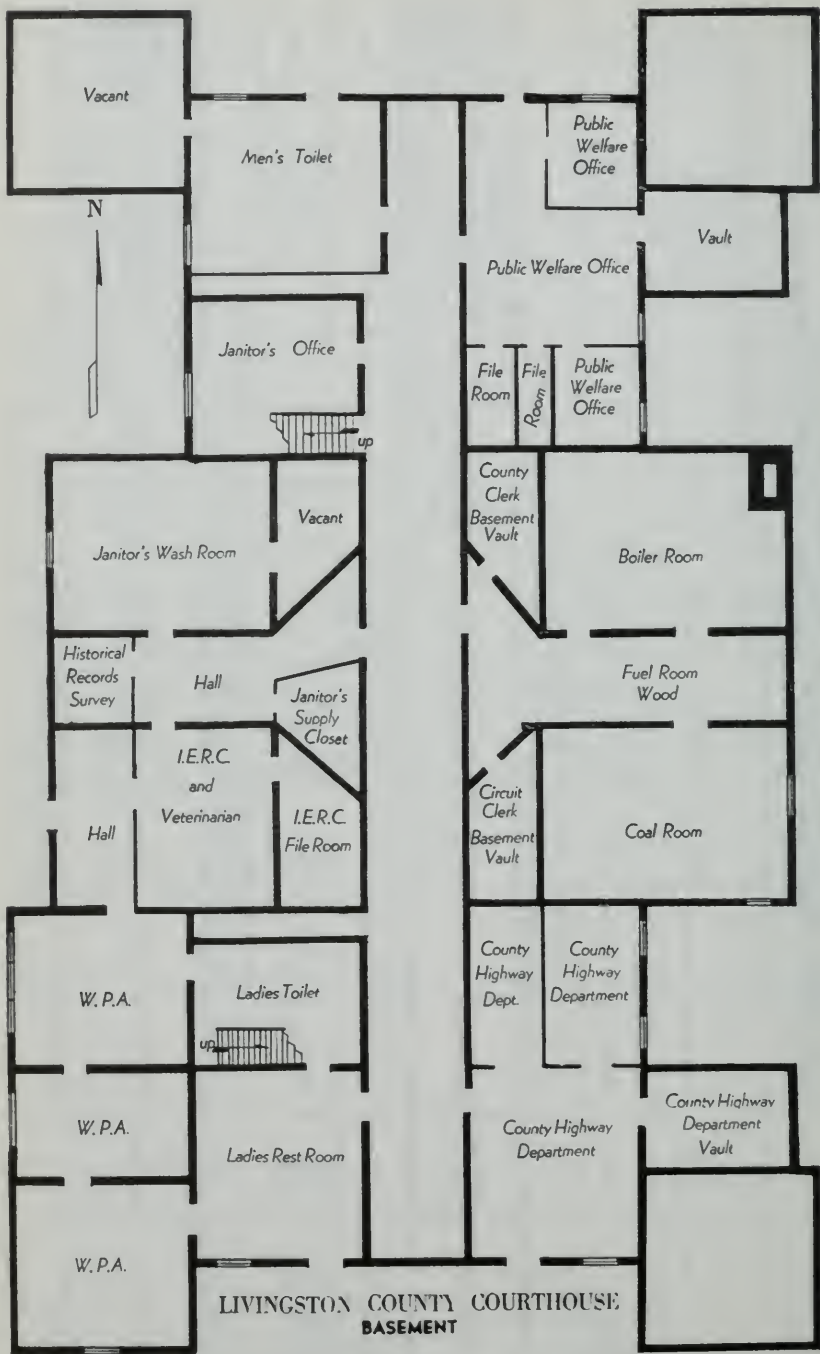 Vacant
Men's Toilet
Public
Welfare
Office
N
Vault
Public Welfare Office
Janitor's Office
File
Room
File
Room
Public
Welfare
Office
up
County
Clerk
Basement
Vault
Vacant
Janitor's Wash Room
Boiler Room
Historical
Records
Survey
Hall
Janitor's
Supply
Closet
Fuel Room
Wood
I.E.R.C.
and
Veterinarian
Hall
I.E.R.C.
File Room
Circuit
Clerk
Basement
Vault
Coal Room
W. P. A.
Ladies Toilet
up
County
Highway
Dept.
County
Highway
Department
W. P. A.
Ladies Rest Room
County Highway
Department
County Highway
Department
Vault
W. P. A.
LIVINGSTON COUNTY COURTHOUSE
BASEMENT